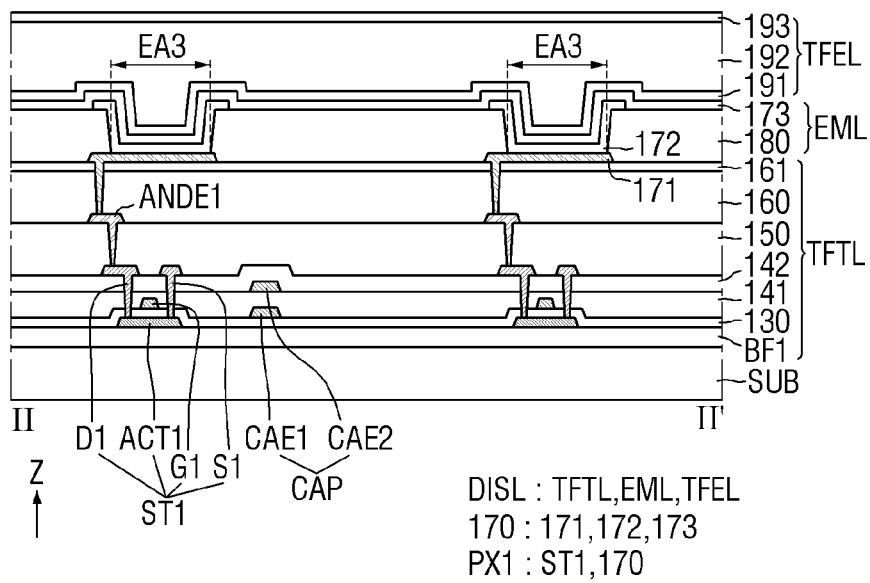 193
EA3
EA3
192
TFEL
191
173
180
EML
172
161
171
ANDE1
160
150
TFTL
142
141
130
BF1
SUB
II
II'
D1 ACT1 G1 S1
CAE1 CAE2
Z
ST1
CAP
DISL : TFTL,EML,TFEL
170 : 171,172,173
PX1 : ST1,170